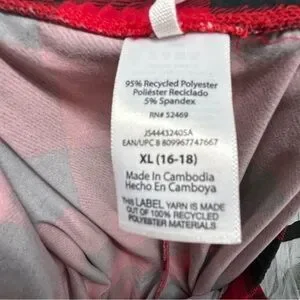 95% Recycled Polyester
Poliéster Reciclado
5% Spandex
RN# 52469
JS4443240SA
EAN/UPC 8 809967747667
XL (16-18)
Made In Cambodia
Hecho En Camboya
This LABEL YARN IS MADE
OUT OF 100% RECYCLED
POLYESTER MATERIALS